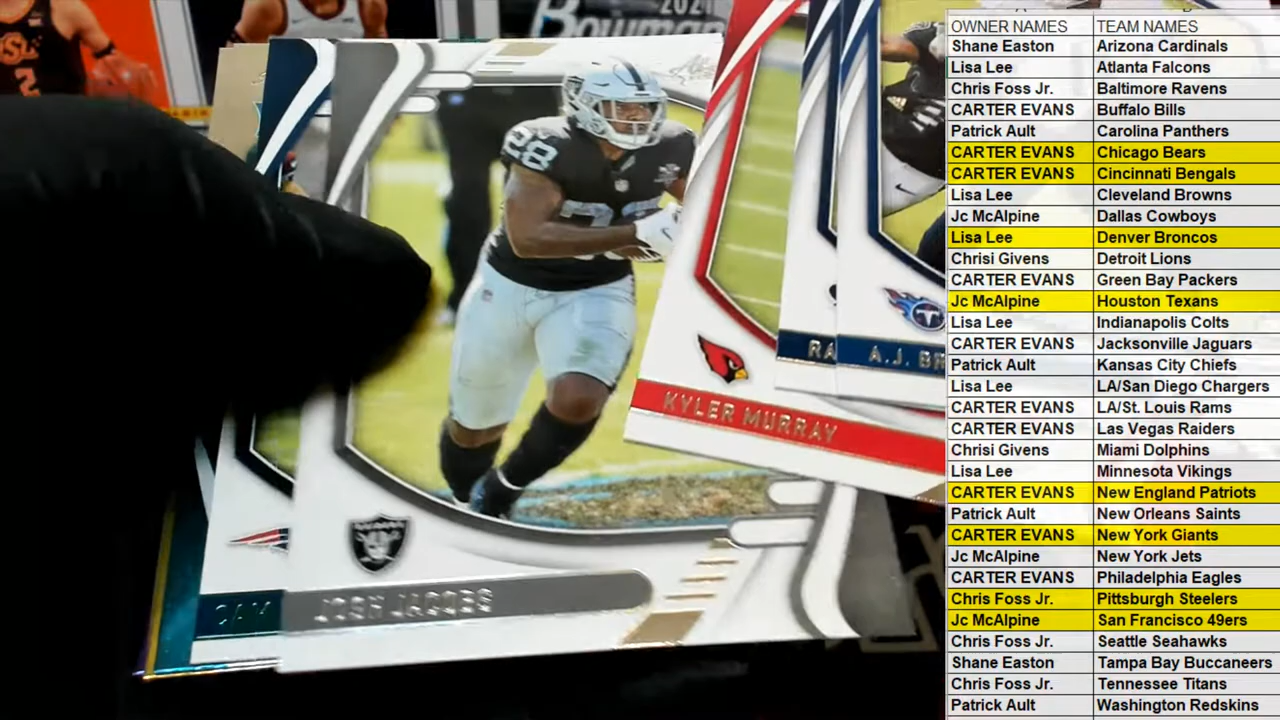 2021
Bowman
28
KYLER MURRAY
RA
A.J. BR
CAM
JOSH JACOBS
OWNER NAMES TEAM NAMES
Shane Easton Arizona Cardinals
Lisa Lee Atlanta Falcons
Chris Foss Jr. Baltimore Ravens
CARTER EVANS Buffalo Bills
Patrick Ault Carolina Panthers
CARTER EVANS Chicago Bears
CARTER EVANS Cincinnati Bengals
Lisa Lee Cleveland Browns
Jc McAlpine Dallas Cowboys
Lisa Lee Denver Broncos
Chrisi Givens Detroit Lions
CARTER EVANS Green Bay Packers
Jc McAlpine Houston Texans
Lisa Lee Indianapolis Colts
CARTER EVANS Jacksonville Jaguars
Patrick Ault Kansas City Chiefs
Lisa Lee LA/San Diego Chargers
CARTER EVANS LA/St. Louis Rams
CARTER EVANS Las Vegas Raiders
Chrisi Givens Miami Dolphins
Lisa Lee Minnesota Vikings
CARTER EVANS New England Patriots
Patrick Ault New Orleans Saints
CARTER EVANS New York Giants
Jc McAlpine New York Jets
CARTER EVANS Philadelphia Eagles
Chris Foss Jr. Pittsburgh Steelers
Jc McAlpine San Francisco 49ers
Chris Foss Jr. Seattle Seahawks
Shane Easton Tampa Bay Buccaneers
Chris Foss Jr. Tennessee Titans
Patrick Ault Washington Redskins